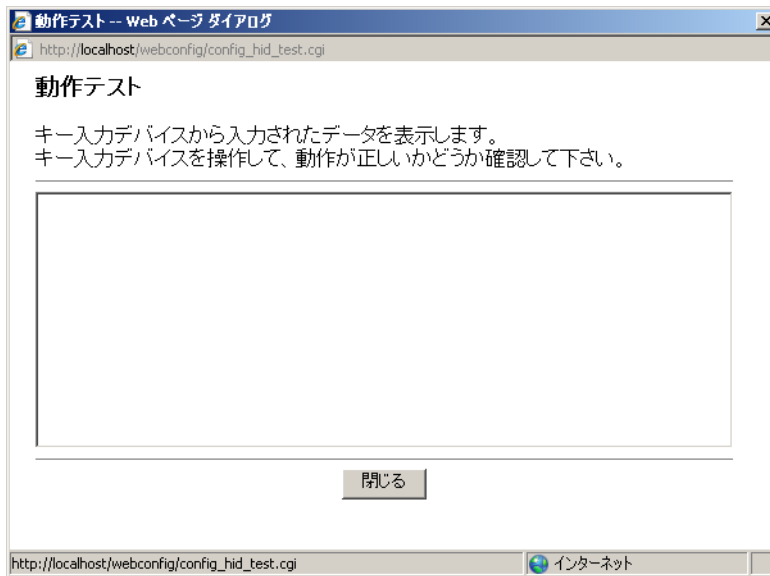 動作テスト -- Web ページ ダイアログ
http://localhost/webconfig/config_hid_test.cgi
動作テスト
キー入力デバイスから入力されたデータを表示します。
キー入力デバイスを操作して、動作が正しいかどうか確認して下さい。
閉じる
http://localhost/webconfig/config_hid_test.cgi インターネット